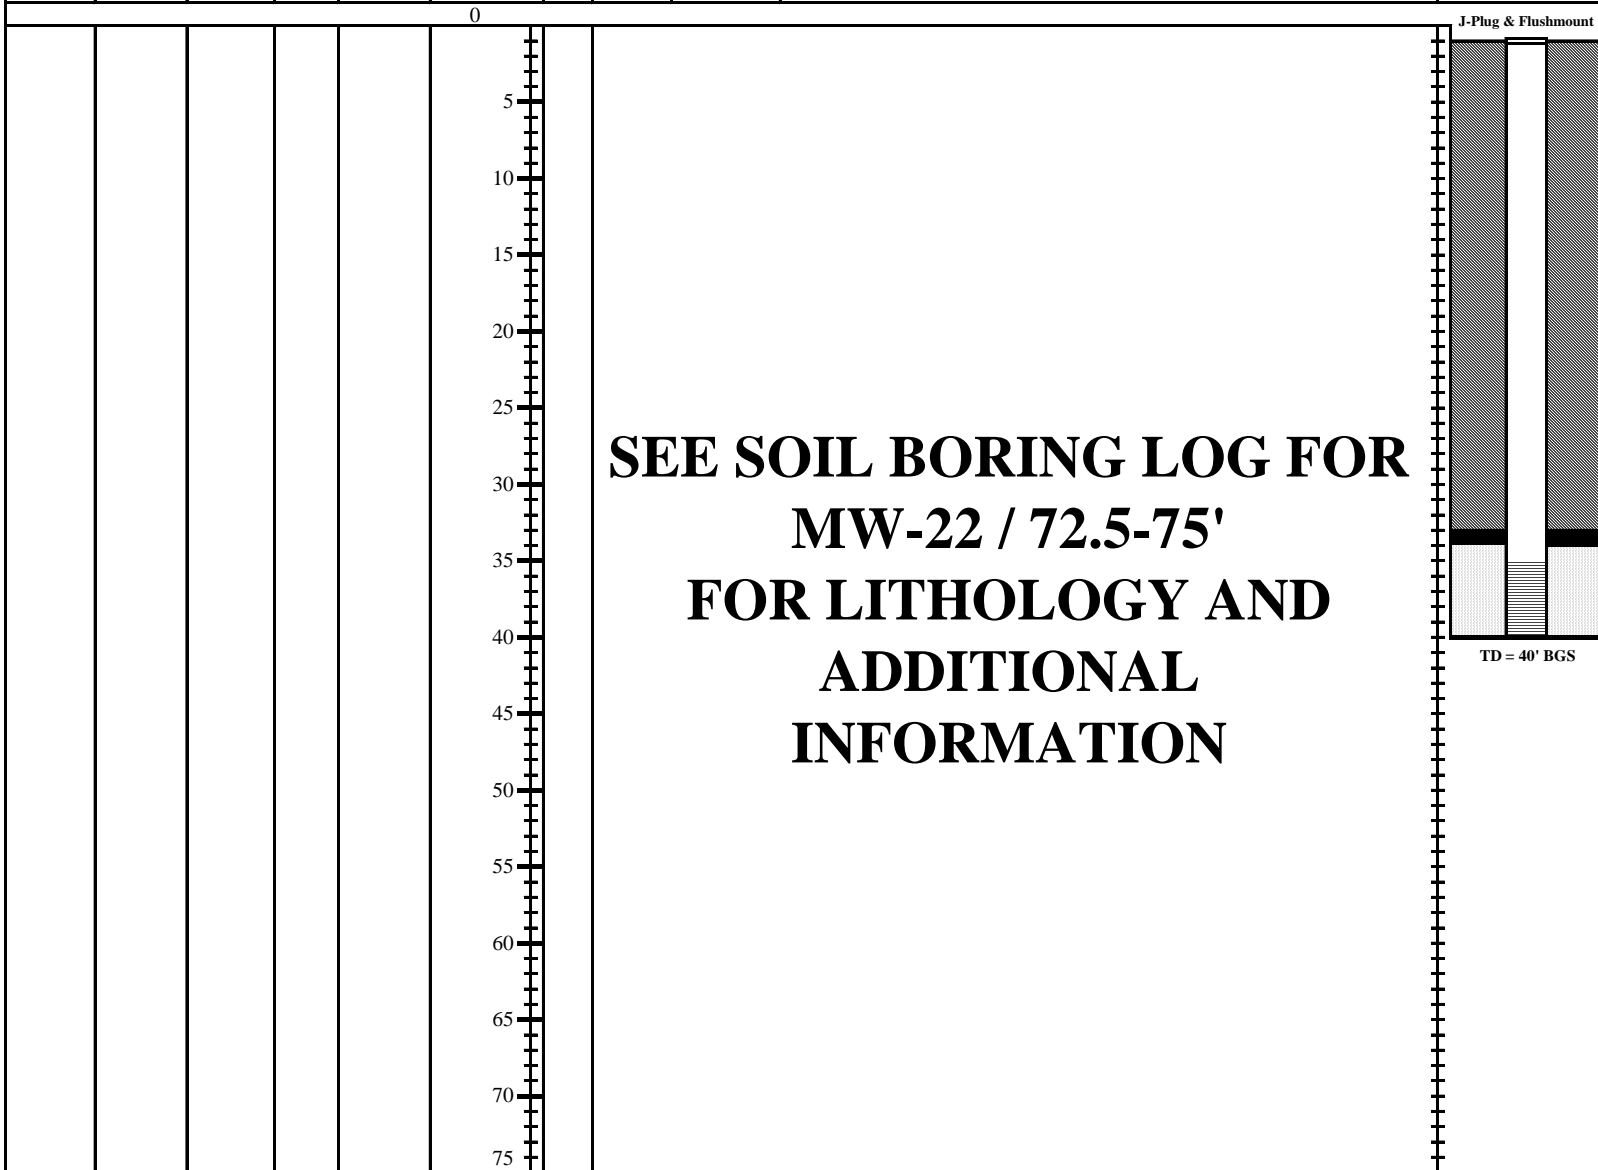 0
J-Plug & Flushmount
5
10
15
20
25
SEE SOIL BORING LOG FOR
30
MW-22 / 72.5-75'
35
FOR LITHOLOGY AND
40
TD = 40' BGS
ADDITIONAL
45
INFORMATION
50
55
60
65
70
75